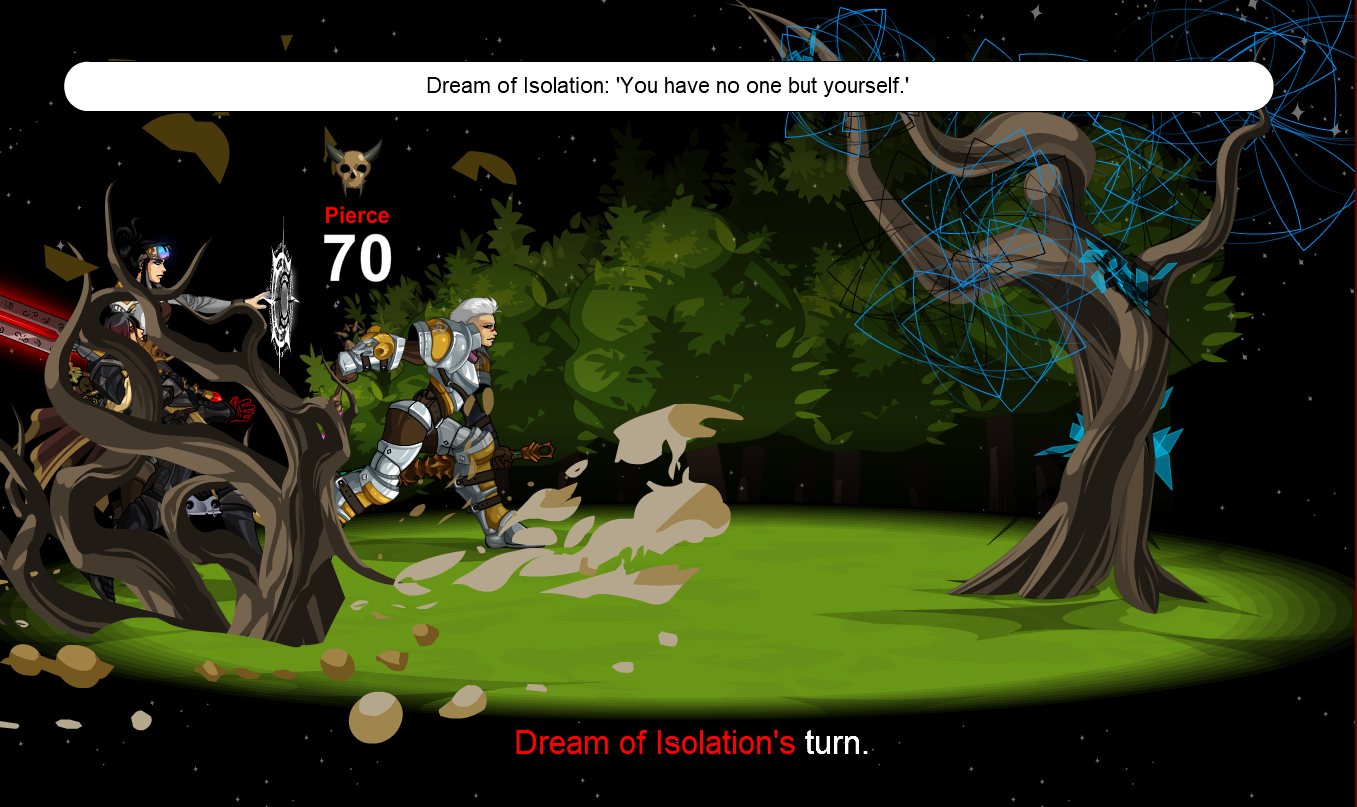 Dream of Isolation: 'You have no one but yourself.'
Pierce
70
Dream of Isolation's turn.